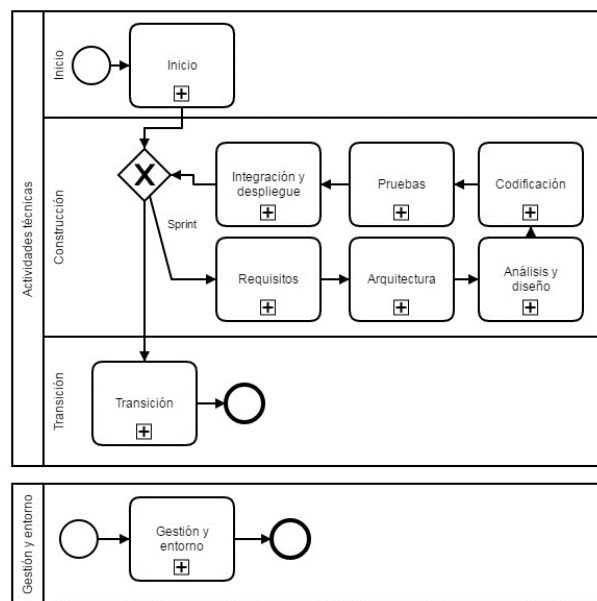 Actividades técnicas
Inicio
Inicio
Construcción
Integración y
despliegue
Pruebas
Codificación
Sprint
Requisitos
Arquitectura
Análisis y
diseño
Transición
Transición
Gestión y entorno
Gestión y
entorno